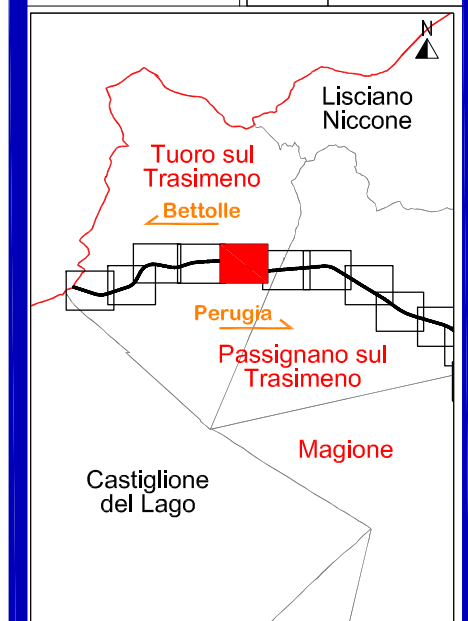 N
Lisciano
Niccone
Tuoro sul
Trasimeno
Bettolle
Perugia
Passignano sul
Trasimeno
Magione
Castiglione
del Lago